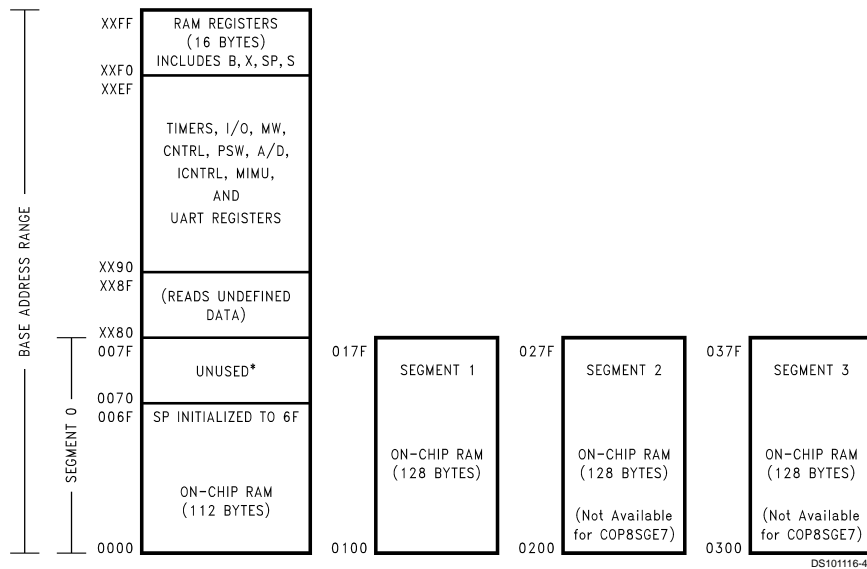 BASE ADDRESS RANGE
SEGMENT 0
XXFF
RAM REGISTERS
(16 BYTES)
INCLUDES B, X, SP, S
XXF0
XXEF
TIMERS, I/O, MW,
CNTRL, PSW, A/D,
ICNTRL, MIMU,
AND
UART REGISTERS
XX90
XX8F
(READS UNDEFINED
DATA)
XX80
007F
UNUSED*
0070
006F
SP INITIALIZED TO 6F
ON-CHIP RAM
(112 BYTES)
0000
017F
SEGMENT 1
ON-CHIP RAM
(128 BYTES)
0100
027F
SEGMENT 2
ON-CHIP RAM
(128 BYTES)
(Not Available
for COP8SGE7)
0200
037F
SEGMENT 3
ON-CHIP RAM
(128 BYTES)
(Not Available
for COP8SGE7)
0300